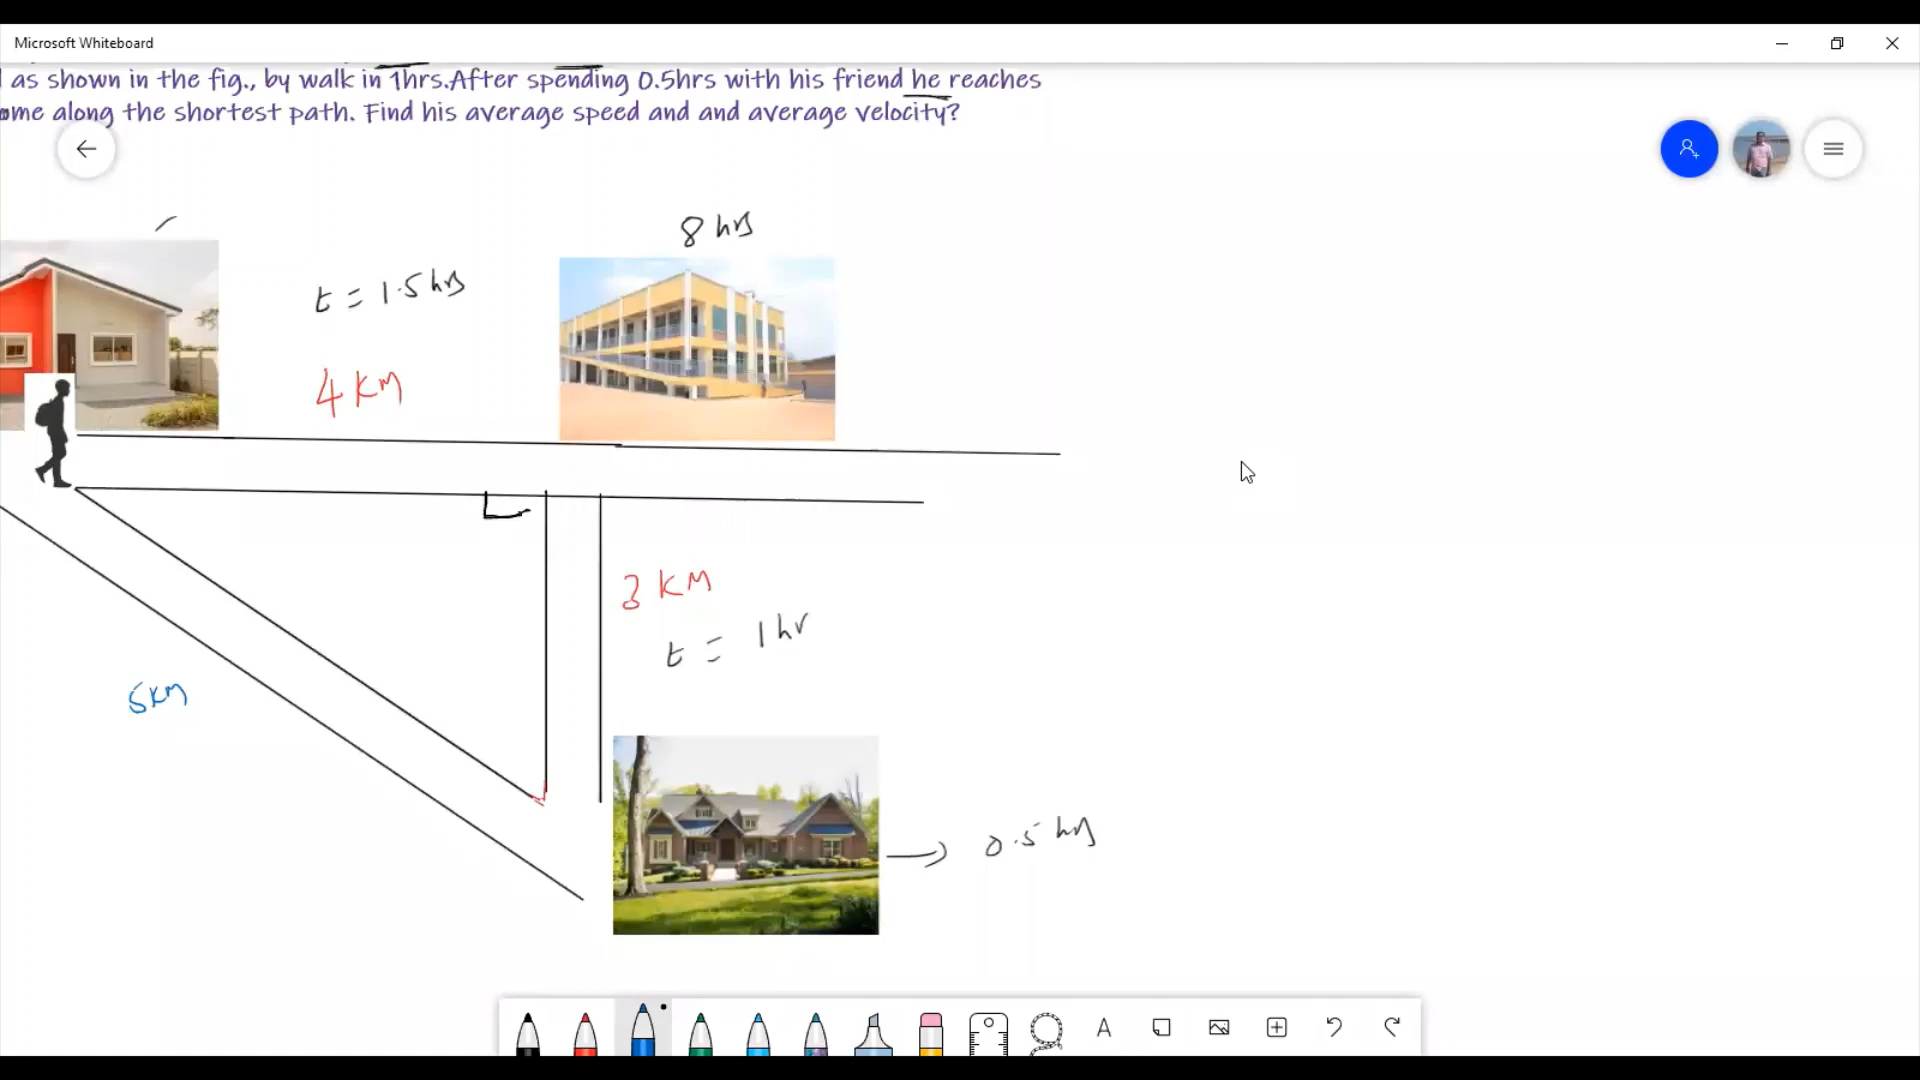 Microsoft Whiteboard
as shown in the fig., by walk in 1hrs.After spending 0.5hrs with his friend he reaches
ome along the shortest path. Find his average speed and and average velocity?
8 hrs
t = 1.5 hrs
4 KM
3 KM
t = 1 hr
5KM
0.5 hrs
A